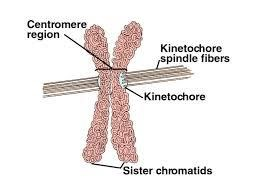 Centromere
region
Kinetochore
spindle fibers
Kinetochore
Sister chromatids